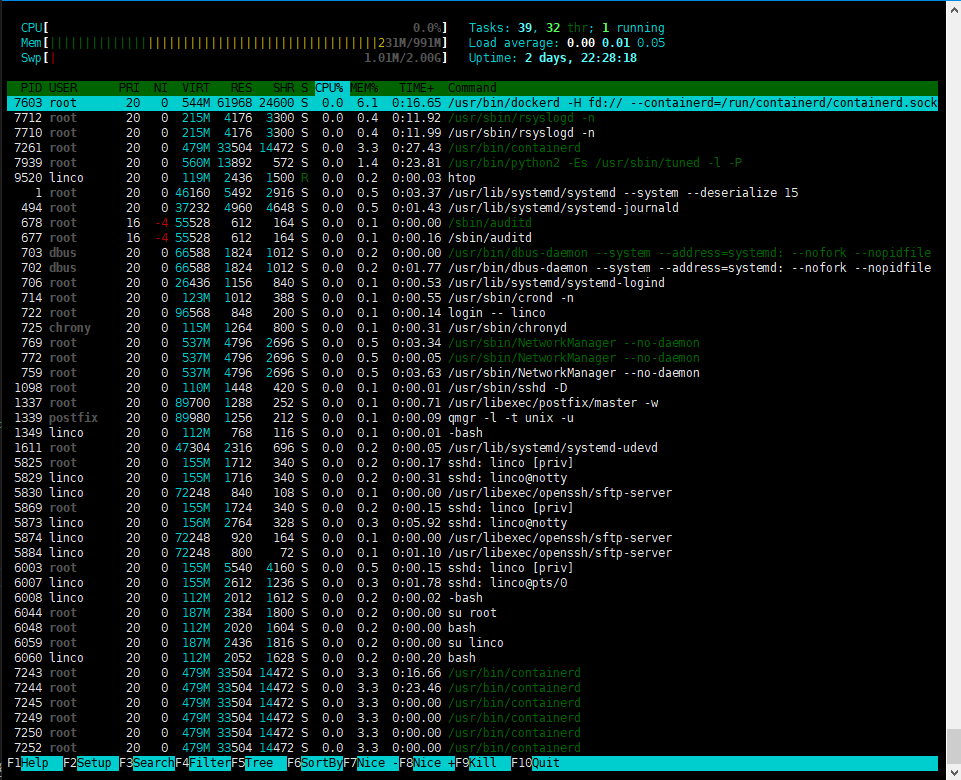 CPU[ 0.0%] Tasks: 39, 32 thr; 1 running
Mem[||||||||||||||||||||||||||||||||||||||||||||||||231M/991M] Load average: 0.00 0.01 0.05
Swp[| 1.01M/2.00G] Uptime: 2 days, 22:28:18
PID USER PRI NI VIRT RES SHR S CPU% MEM% TIME+ Command
7603 root 20 0 544M 61968 24600 S 0.0 6.1 0:16.65 /usr/bin/dockerd -H fd:// --containerd=/run/containerd/containerd.sock
7712 root 20 0 215M 4176 3300 S 0.0 0.4 0:11.92 /usr/sbin/rsyslogd -n
7710 root 20 0 215M 4176 3300 S 0.0 0.4 0:11.99 /usr/sbin/rsyslogd -n
7261 root 20 0 479M 33504 14472 S 0.0 3.3 0:27.43 /usr/bin/containerd
7939 root 20 0 560M 13892 572 S 0.0 1.4 0:23.81 /usr/bin/python2 -Es /usr/sbin/tuned -l -P
9520 linco 20 0 119M 2436 1500 R 0.0 0.2 0:00.03 htop
1 root 20 0 46160 5492 2916 S 0.0 0.5 0:03.37 /usr/lib/systemd/systemd --system --deserialize 15
494 root 20 0 37232 4960 4648 S 0.0 0.5 0:01.43 /usr/lib/systemd/systemd-journald
678 root 16 -4 55528 612 164 S 0.0 0.1 0:00.00 /sbin/auditd
677 root 16 -4 55528 612 164 S 0.0 0.1 0:00.16 /sbin/auditd
703 dbus 20 0 66588 1824 1012 S 0.0 0.2 0:00.00 /usr/bin/dbus-daemon --system --address=systemd: --nofork --nopidfile
702 dbus 20 0 66588 1824 1012 S 0.0 0.2 0:01.77 /usr/bin/dbus-daemon --system --address=systemd: --nofork --nopidfile
706 root 20 0 26436 1156 840 S 0.0 0.1 0:00.53 /usr/lib/systemd/systemd-logind
714 root 20 0 123M 1012 388 S 0.0 0.1 0:00.55 /usr/sbin/crond -n
722 root 20 0 96568 848 200 S 0.0 0.1 0:00.14 login -- linco
725 chrony 20 0 115M 1264 800 S 0.0 0.1 0:00.31 /usr/sbin/chronyd
769 root 20 0 537M 4796 2696 S 0.0 0.5 0:03.34 /usr/sbin/NetworkManager --no-daemon
772 root 20 0 537M 4796 2696 S 0.0 0.5 0:00.05 /usr/sbin/NetworkManager --no-daemon
759 root 20 0 537M 4796 2696 S 0.0 0.5 0:03.63 /usr/sbin/NetworkManager --no-daemon
1098 root 20 0 110M 1448 420 S 0.0 0.1 0:00.01 /usr/sbin/sshd -D
1337 root 20 0 89700 1288 252 S 0.0 0.1 0:00.71 /usr/libexec/postfix/master -w
1339 postfix 20 0 89980 1256 212 S 0.0 0.1 0:00.09 qmgr -l -t unix -u
1349 linco 20 0 112M 768 116 S 0.0 0.1 0:00.01 -bash
1611 root 20 0 47304 2316 696 S 0.0 0.2 0:00.05 /usr/lib/systemd/systemd-udevd
5825 root 20 0 155M 1712 340 S 0.0 0.2 0:00.17 sshd: linco [priv]
5829 linco 20 0 155M 1716 340 S 0.0 0.2 0:00.31 sshd: linco@notty
5830 linco 20 0 72248 840 108 S 0.0 0.1 0:00.00 /usr/libexec/openssh/sftp-server
5869 root 20 0 155M 1724 340 S 0.0 0.2 0:00.15 sshd: linco [priv]
5873 linco 20 0 156M 2764 328 S 0.0 0.3 0:05.92 sshd: linco@notty
5874 linco 20 0 72248 920 164 S 0.0 0.1 0:00.00 /usr/libexec/openssh/sftp-server
5884 linco 20 0 72248 800 72 S 0.0 0.1 0:01.10 /usr/libexec/openssh/sftp-server
6003 root 20 0 155M 5540 4160 S 0.0 0.5 0:00.15 sshd: linco [priv]
6007 linco 20 0 155M 2612 1236 S 0.0 0.3 0:01.78 sshd: linco@pts/0
6008 linco 20 0 112M 2012 1612 S 0.0 0.2 0:00.02 -bash
6044 root 20 0 187M 2384 1800 S 0.0 0.2 0:00.00 su root
6048 root 20 0 112M 2020 1604 S 0.0 0.2 0:00.00 bash
6059 root 20 0 187M 2436 1816 S 0.0 0.2 0:00.00 su linco
6060 linco 20 0 112M 2052 1628 S 0.0 0.2 0:00.20 bash
7243 root 20 0 479M 33504 14472 S 0.0 3.3 0:16.66 /usr/bin/containerd
7244 root 20 0 479M 33504 14472 S 0.0 3.3 0:23.46 /usr/bin/containerd
7245 root 20 0 479M 33504 14472 S 0.0 3.3 0:00.00 /usr/bin/containerd
7249 root 20 0 479M 33504 14472 S 0.0 3.3 0:00.00 /usr/bin/containerd
7250 root 20 0 479M 33504 14472 S 0.0 3.3 0:00.00 /usr/bin/containerd
7252 root 20 0 479M 33504 14472 S 0.0 3.3 0:00.00 /usr/bin/containerd
F1Help F2Setup F3SearchF4FilterF5Tree F6SortByF7Nice -F8Nice +F9Kill F10Quit